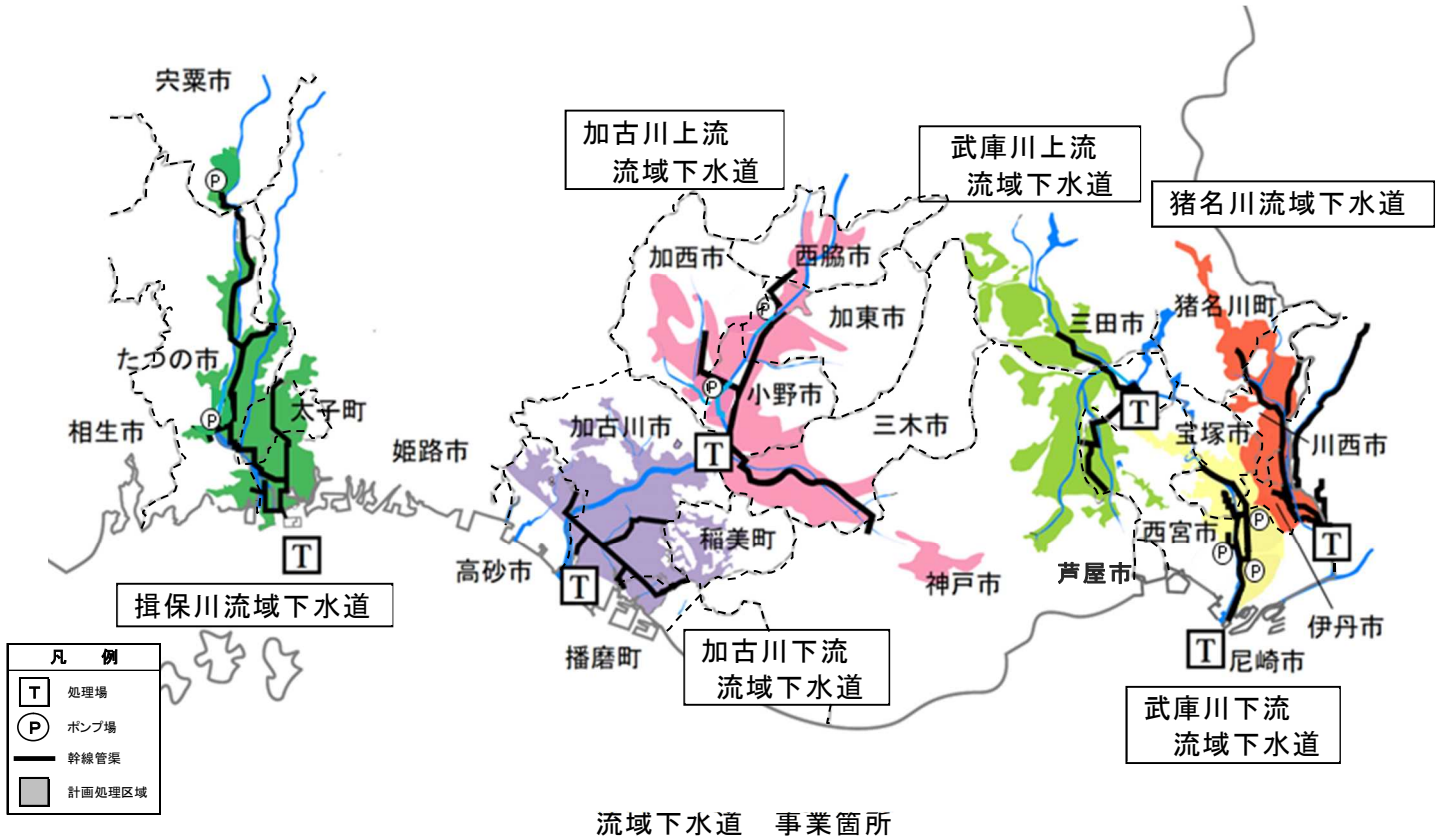 宍粟市
加古川上流
流域下水道
武庫川上流
流域下水道
猪名川流域下水道
P
加西市
西脇市
P
加東市
三田市
猪名川町
たつの市
P
太子町
相生市
姫路市
加古川市
P
小野市
三木市
T
T
宝塚市
川西市
P
西宮市
P
P
T
T
高砂市
T
稲美町
神戸市
芦屋市
伊丹市
揖保川流域下水道
播磨町
加古川下流
流域下水道
T
尼崎市
武庫川下流
流域下水道
凡 例
T 処理場
P ポンプ場
幹線管渠
計画処理区域
流域下水道 事業箇所